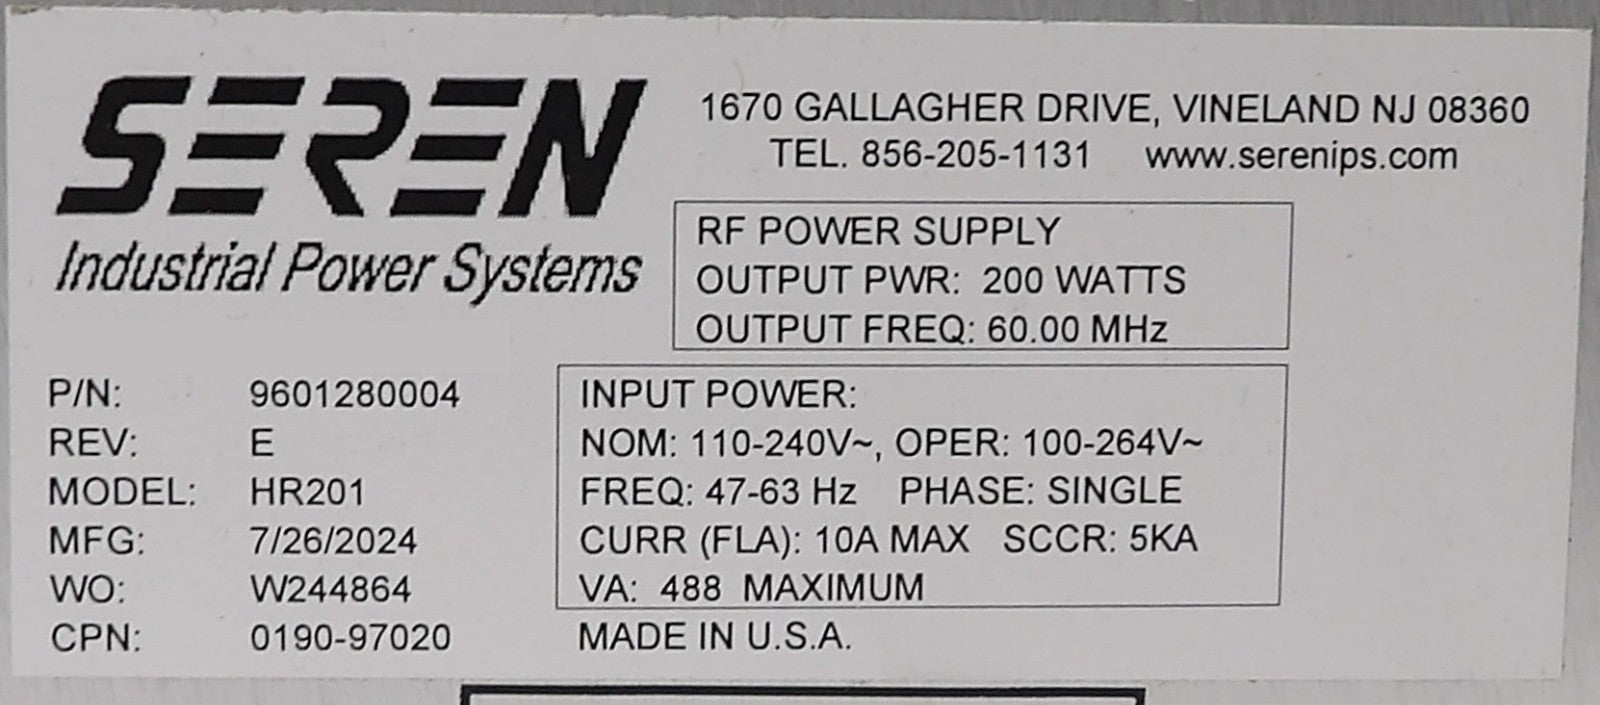 SEREN
Industrial Power Systems
1670 GALLAGHER DRIVE, VINELAND NJ 08360
TEL. 856-205-1131 www.serenips.com
RF POWER SUPPLY
OUTPUT PWR: 200 WATTS
OUTPUT FREQ: 60.00 MHz
P/N: 9601280004
REV: E
MODEL: HR201
MFG: 7/26/2024
WO: W244864
CPN: 0190-97020
INPUT POWER:
NOM: 110-240V~, OPER: 100-264V~
FREQ: 47-63 Hz PHASE: SINGLE
CURR (FLA): 10A MAX SCCR: 5KA
VA: 488 MAXIMUM
MADE IN U.S.A.